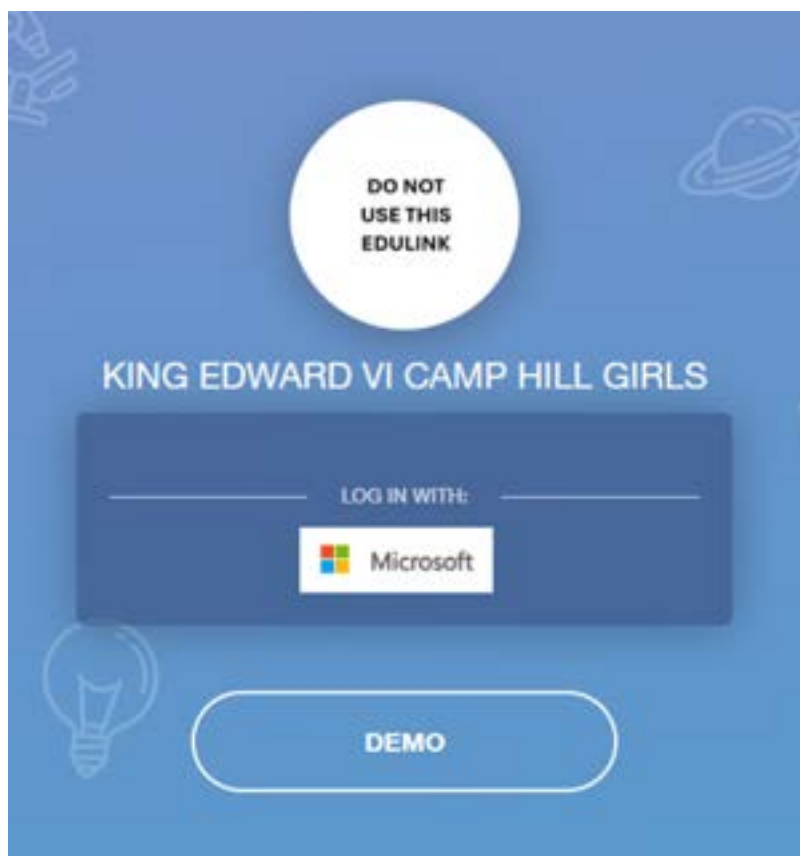 DO NOT
USE THIS
EDULINK
KING EDWARD VI CAMP HILL GIRLS
LOG IN WITH:
Microsoft
DEMO